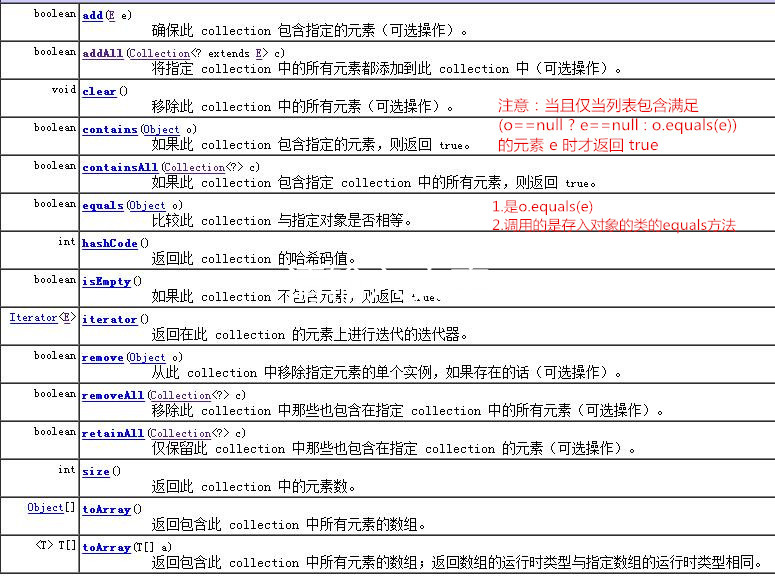 boolean add(E e)
确保此 collection 包含指定的元素（可选操作）。
boolean addAll(Collection<? extends E> c)
将指定 collection 中的所有元素都添加到此 collection 中（可选操作）。
void clear()
移除此 collection 中的所有元素（可选操作）。
注意：当且仅当列表包含满足
(o==null ? e==null : o.equals(e))
的元素 e 时才返回 true
boolean contains(Object o)
如果此 collection 包含指定的元素，则返回 true。
boolean containsAll(Collection<?> c)
如果此 collection 包含指定 collection 中的所有元素，则返回 true。
boolean equals(Object o)
比较此 collection 与指定对象是否相等。
1.是o.equals(e)
2.调用的是存入对象的类的equals方法
int hashCode()
返回此 collection 的哈希码值。
boolean isEmpty()
如果此 collection 不包含元素，则返回 true。
Iterator<E> iterator()
返回在此 collection 的元素上进行迭代的迭代器。
boolean remove(Object o)
从此 collection 中移除指定元素的单个实例，如果存在的话（可选操作）。
boolean removeAll(Collection<?> c)
移除此 collection 中那些也包含在指定 collection 中的所有元素（可选操作）。
boolean retainAll(Collection<?> c)
仅保留此 collection 中那些也包含在指定 collection 的元素（可选操作）。
int size()
返回此 collection 中的元素数。
Object[] toArray()
返回包含此 collection 中所有元素的数组。
<T> T[] toArray(T[] a)
返回包含此 collection 中所有元素的数组；返回数组的运行时类型与指定数组的运行时类型相同。